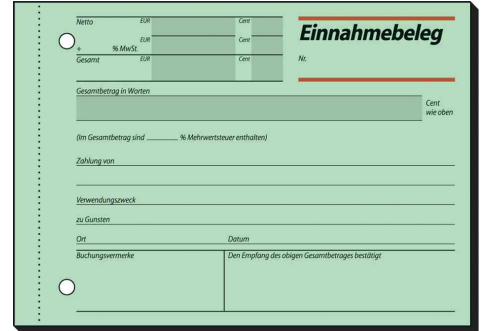 Netto EUR Cent
EUR Cent
+ % MwSt.
Gesamt EUR Cent
Einnahmebeleg
Nr.
Gesamtbetrag in Worten
Cent
wie oben
(Im Gesamtbetrag sind ________ % Mehrwertsteuer enthalten)
Zahlung von
Verwendungszweck
zu Gunsten
Ort Datum
Buchungsvermerke Den Empfang des obigen Gesamtbetrages bestätigt